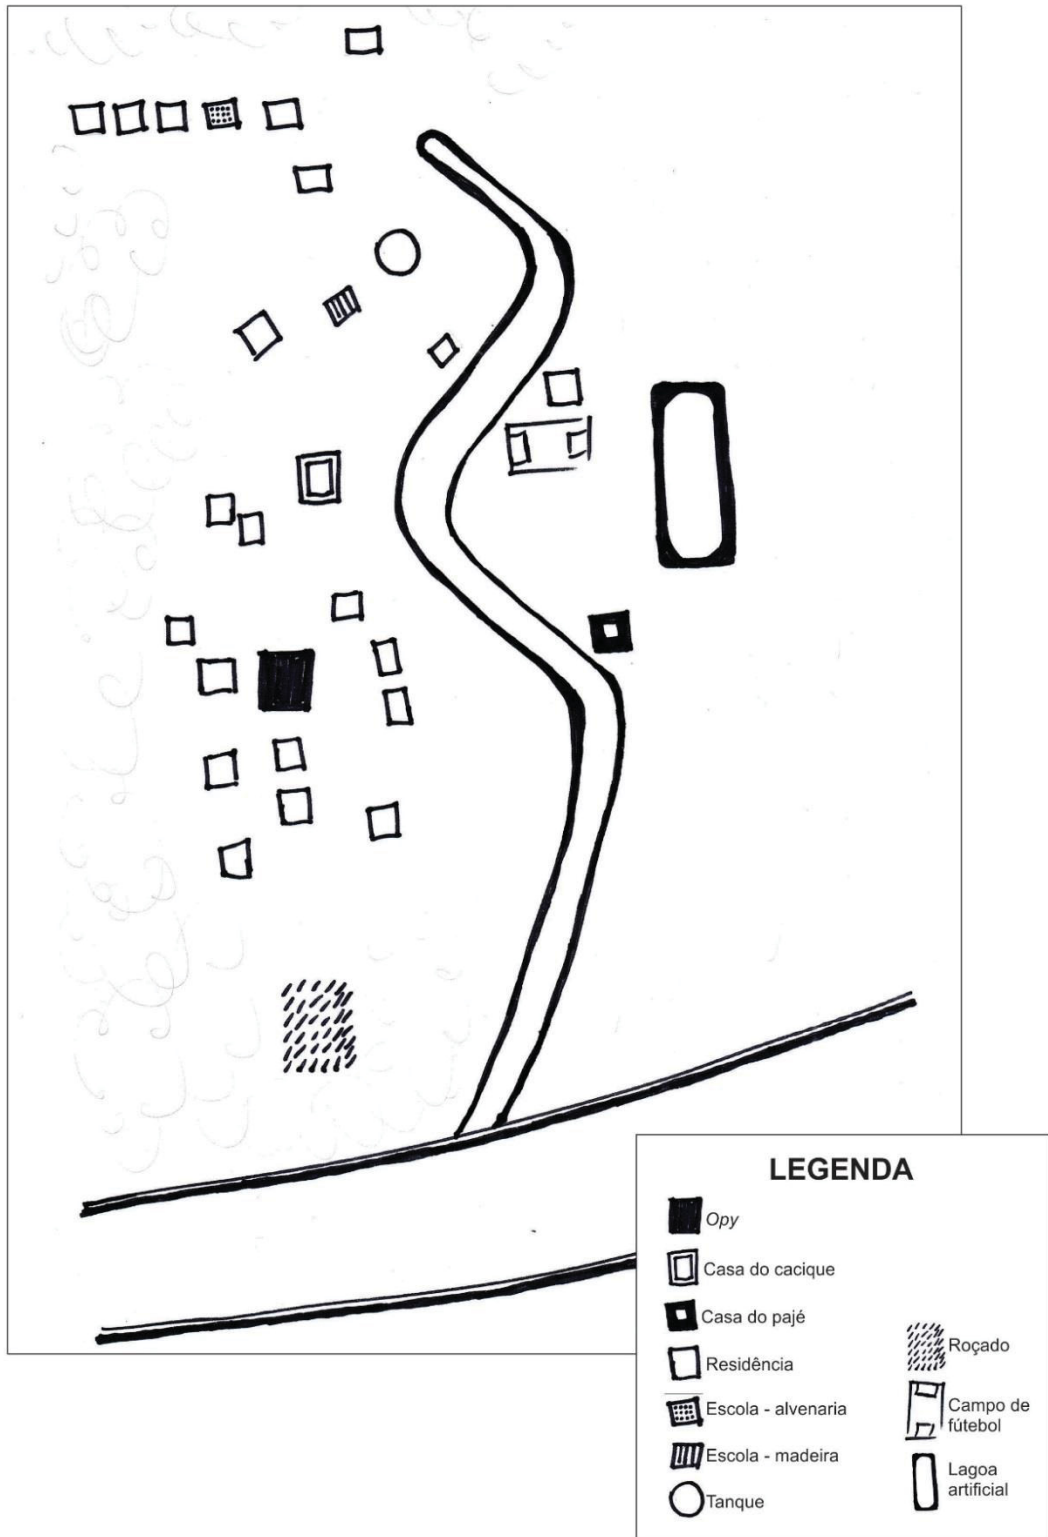 LEGENDA
Opy
Casa do cacique
Casa do pajé
Residência
Escola - alvenaria
Escola - madeira
Tanque
Roçado
Campo de
fútebol
Lagoa
artificial